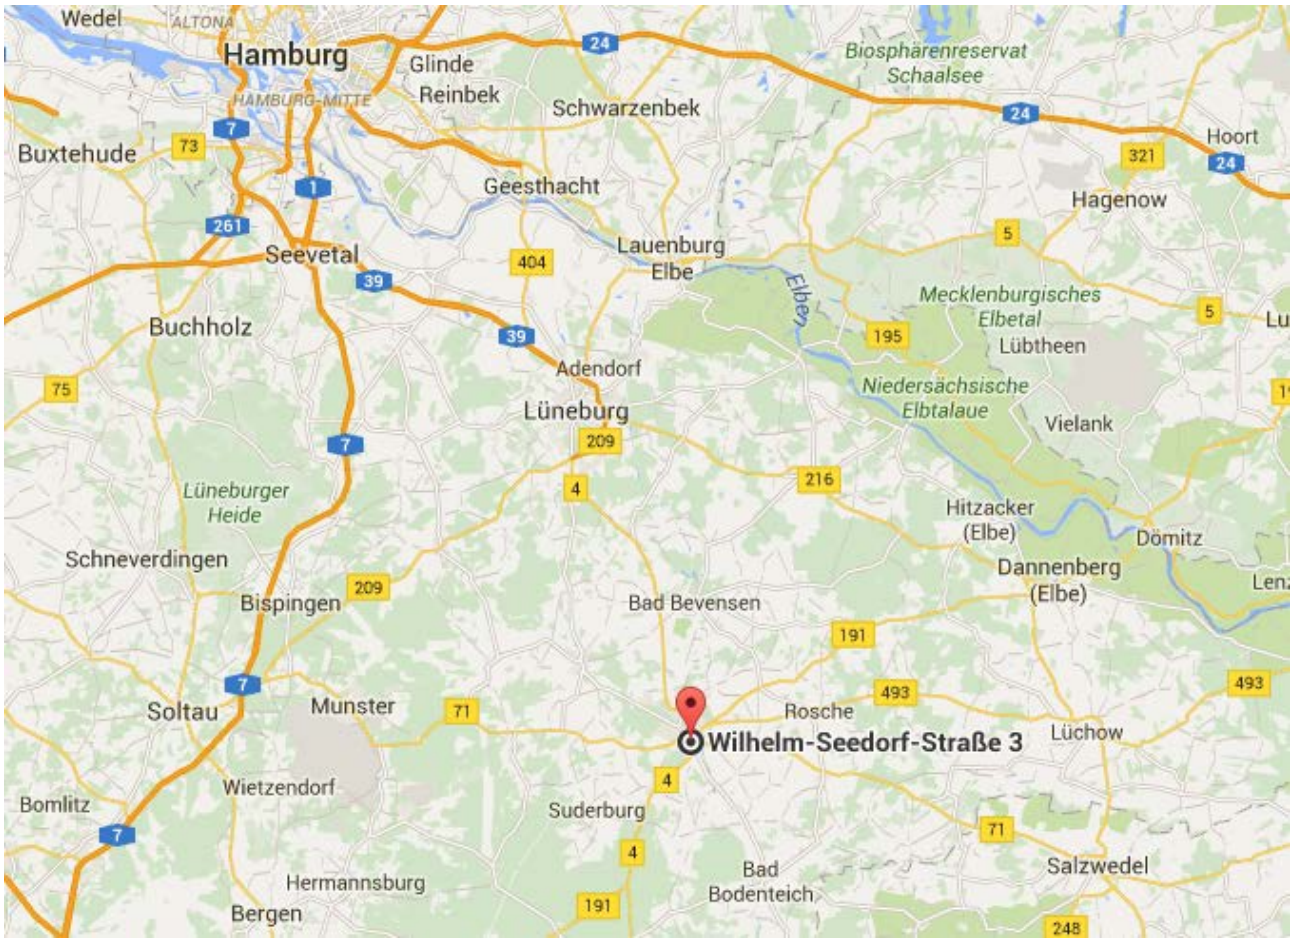 Wedel
ALTONA
7
24
Hamburg
Glinde
Biosphärenreservat
Schaalsee
Reinbek
HAMBURG-MITTE
Schwarzenbek
24
7
73
Buxtehude
Hoort
321
24
1
Geesthacht
Hagenow
261
Seevetal
Lauenburg
Elbe
5
404
39
Elbe
Mecklenburgisches
Elbetal
5
Buchholz
39
195
Lübtheen
Adendorf
75
Niedersächsische
Elbtalaue
Lüneburg
Vielank
209
7
216
4
Lüneburger
Heide
Hitzacker
(Elbe)
Dömitz
Schneverdingen
Dannenberg
(Elbe)
209
Bispingen
Bad Bevensen
191
7
493
493
Soltau
Munster
71
Rosche
Lüchow
Wilhelm-Seedorf-Straße 3
4
Wietzendorf
Bomlitz
Suderburg
7
71
4
Salzwedel
Bad
Bodenteich
Hermannsburg
191
Bergen
248